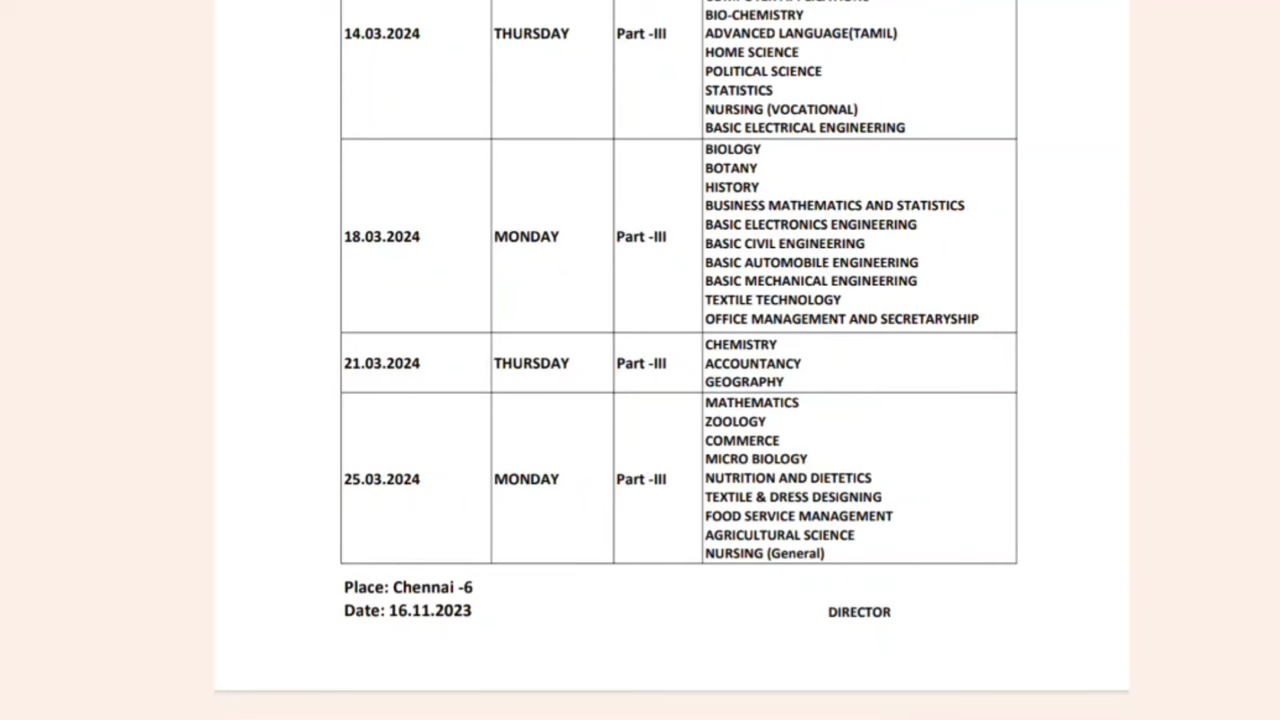 14.03.2024 THURSDAY Part -III
BIO-CHEMISTRY
ADVANCED LANGUAGE(TAMIL)
HOME SCIENCE
POLITICAL SCIENCE
STATISTICS
NURSING (VOCATIONAL)
BASIC ELECTRICAL ENGINEERING
18.03.2024 MONDAY Part -III
BIOLOGY
BOTANY
HISTORY
BUSINESS MATHEMATICS AND STATISTICS
BASIC ELECTRONICS ENGINEERING
BASIC CIVIL ENGINEERING
BASIC AUTOMOBILE ENGINEERING
BASIC MECHANICAL ENGINEERING
TEXTILE TECHNOLOGY
OFFICE MANAGEMENT AND SECRETARYSHIP
21.03.2024 THURSDAY Part -III
CHEMISTRY
ACCOUNTANCY
GEOGRAPHY
25.03.2024 MONDAY Part -III
MATHEMATICS
ZOOLOGY
COMMERCE
MICRO BIOLOGY
NUTRITION AND DIETETICS
TEXTILE & DRESS DESIGNING
FOOD SERVICE MANAGEMENT
AGRICULTURAL SCIENCE
NURSING (General)
Place: Chennai -6
Date: 16.11.2023
DIRECTOR